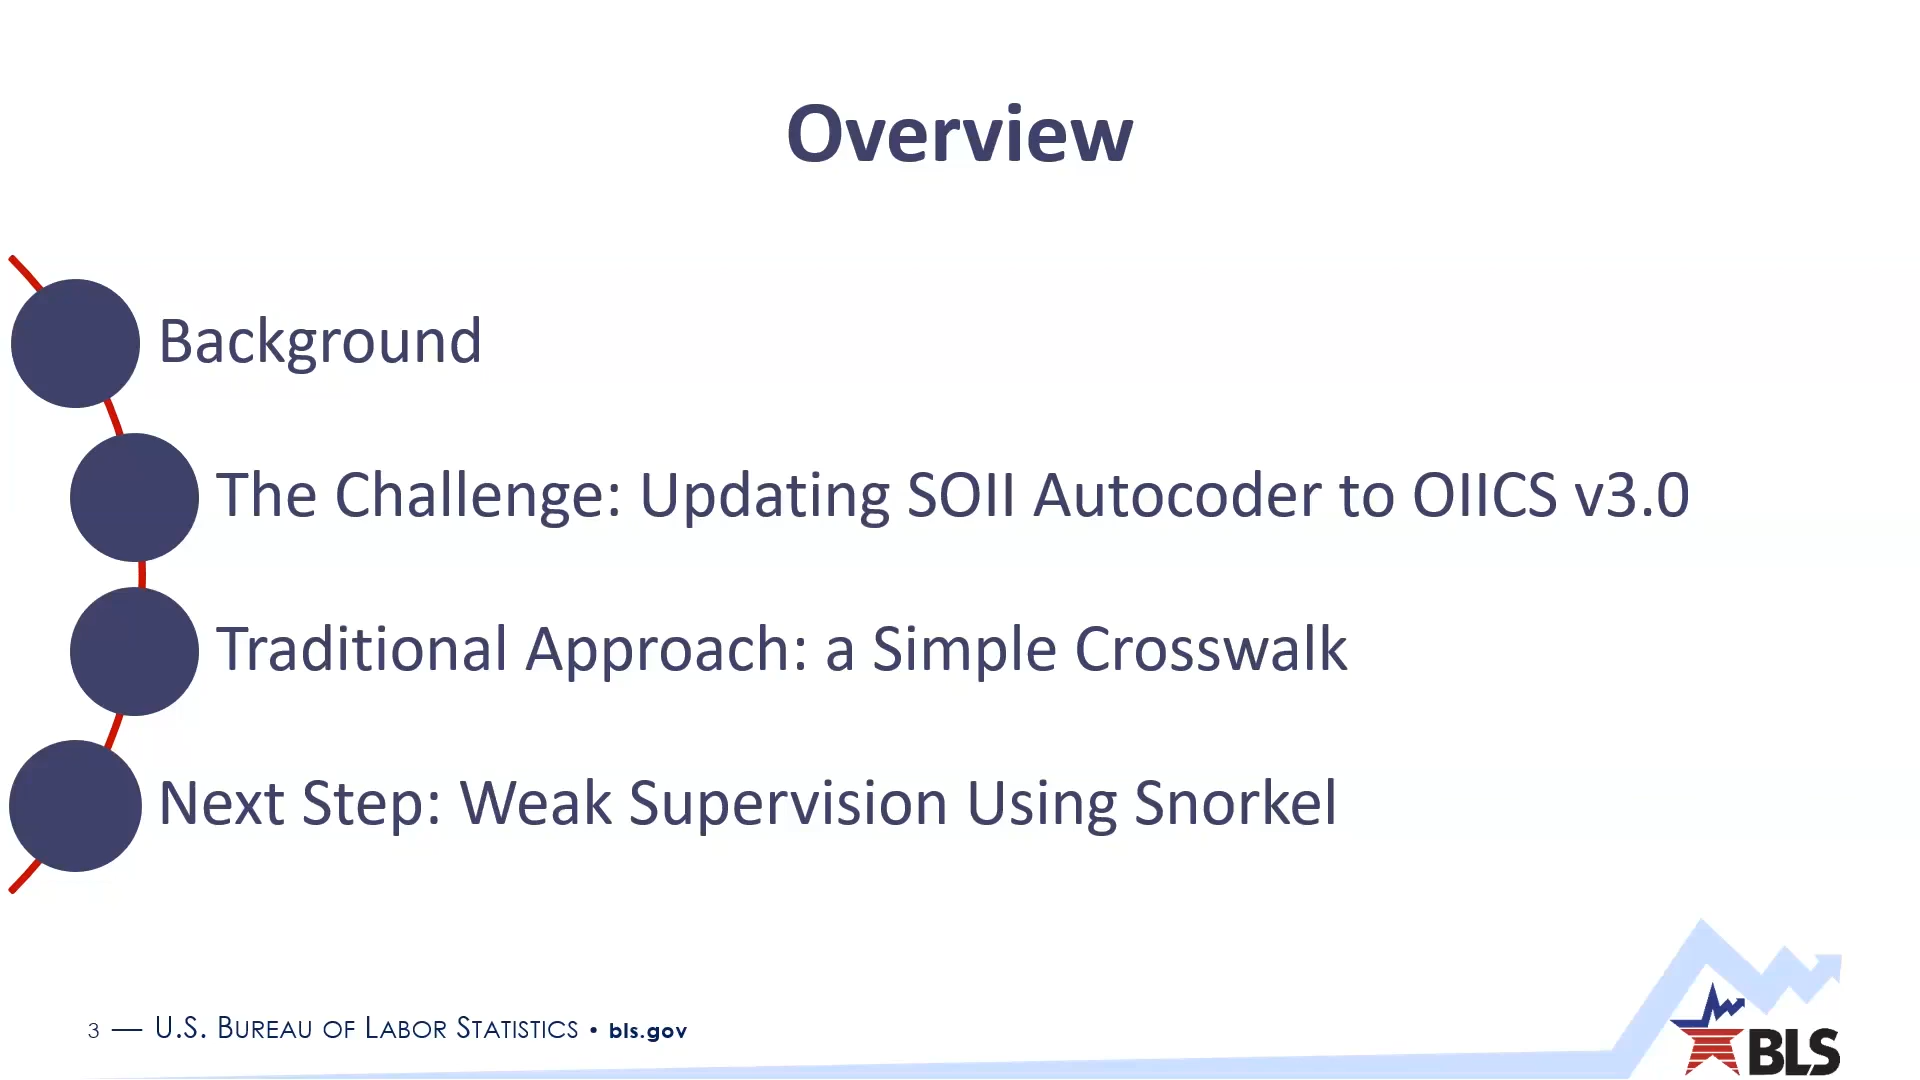 Overview
Background
The Challenge: Updating SOII Autocoder to OIICS v3.0
Traditional Approach: a Simple Crosswalk
Next Step: Weak Supervision Using Snorkel
3 — U.S. BUREAU OF LABOR STATISTICS • bls.gov
BLS